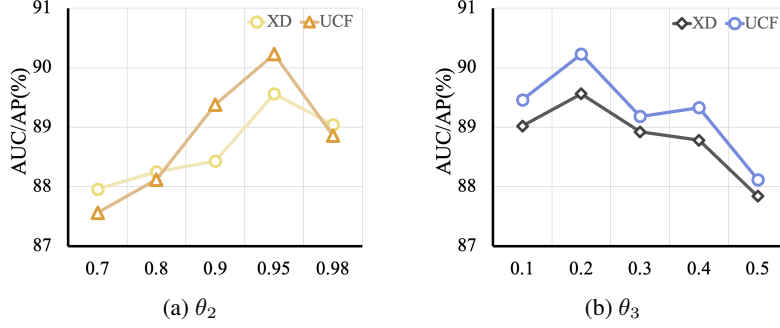 91
XD UCF
90
89
88
87
AUC/AP(%)
0.7 0.8 0.9 0.95 0.98
(a) θ2
91
XD UCF
90
89
88
87
AUC/AP(%)
0.1 0.2 0.3 0.4 0.5
(b) θ3